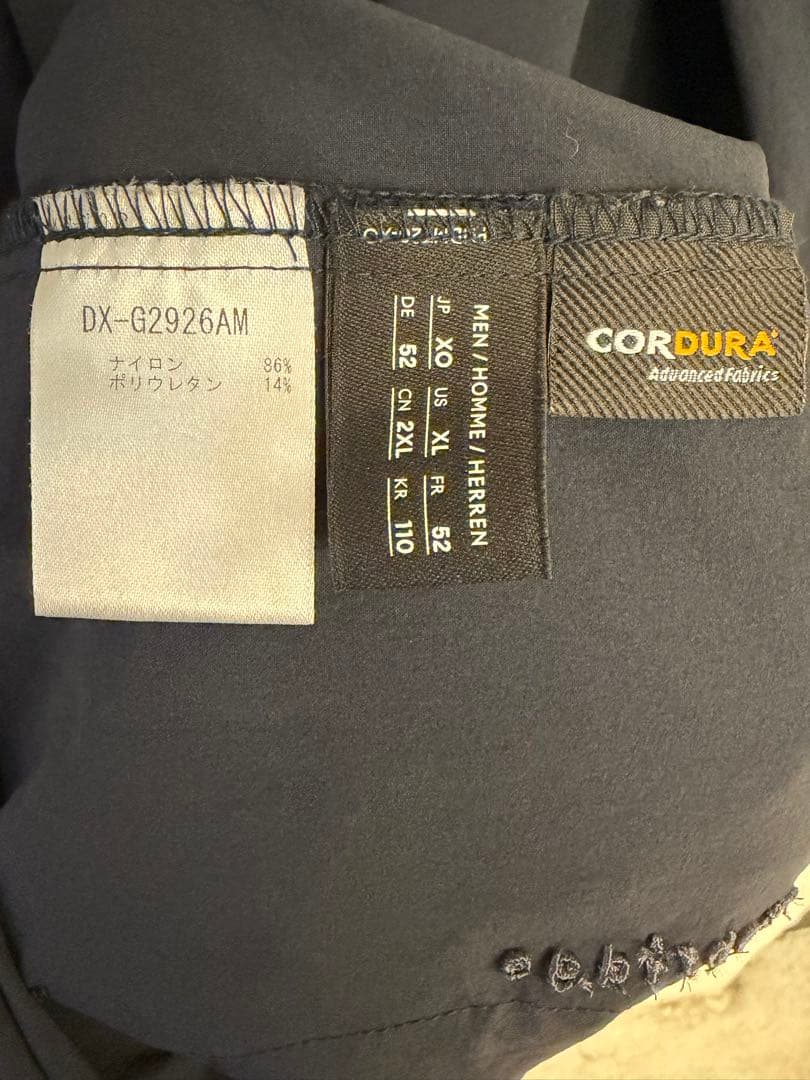 DX-G2926AM
ナイロン 86%
ポリウレタン 14%
MEN / HOMME / HERREN
JP XO US XL FR 52
DE 52 CN 2XL KR 110
CORDURA®
Advanced Fabrics